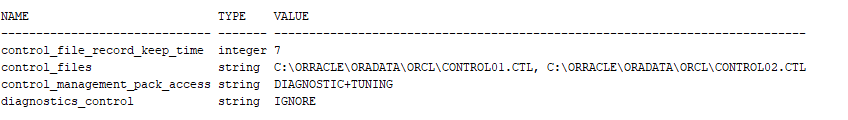 NAME                          TYPE    VALUE
----------------------------- ------- ---------------------------------------------------------------------------
control_file_record_keep_time integer 7
control_files                 string  C:\ORRACLE\ORADATA\ORCL\CONTROL01.CTL, C:\ORRACLE\ORADATA\ORCL\CONTROL02.CTL
control_management_pack_access string  DIAGNOSTIC+TUNING
diagnostics_control           string  IGNORE